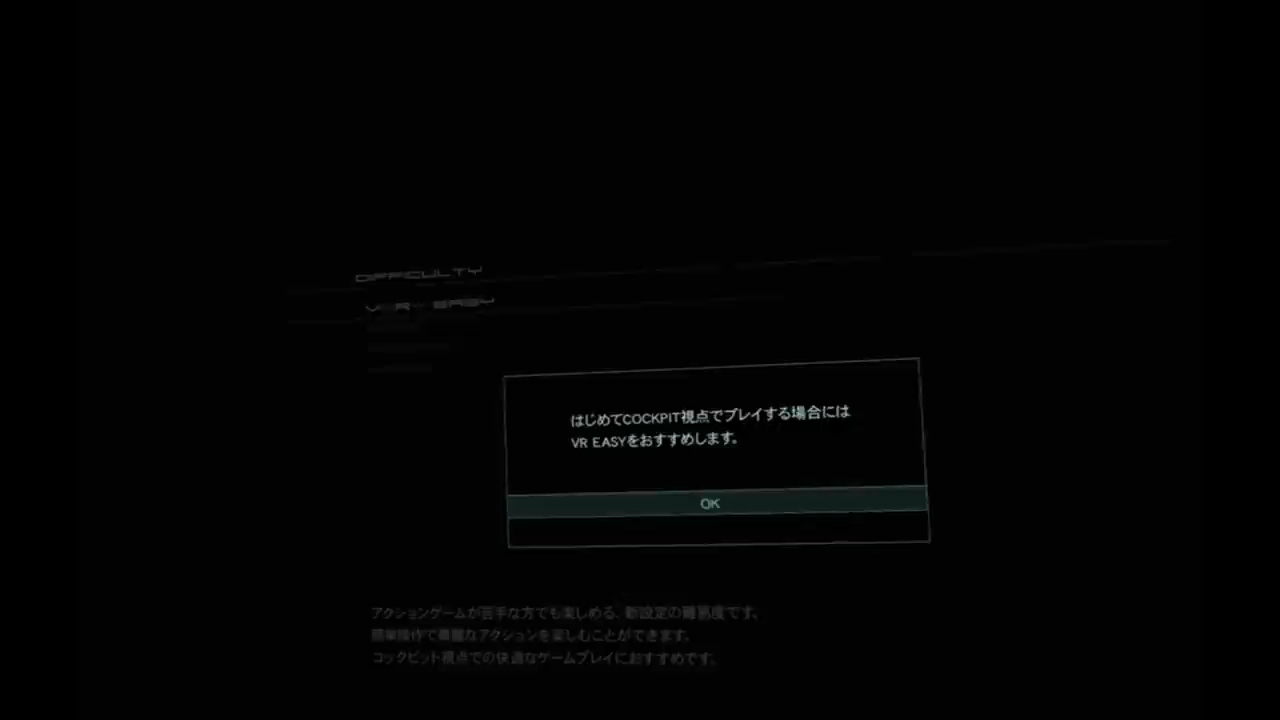 DIFFICULTY
VERY EASY
はじめてCOCKPIT視点でプレイする場合には
VR EASYをおすすめします。
OK
アクションゲームが苦手な方でも楽しめる、新設定の難易度です。
簡単操作で華麗なアクションを楽しむことができます。
コックピット視点での快適なゲームプレイにおすすめです。